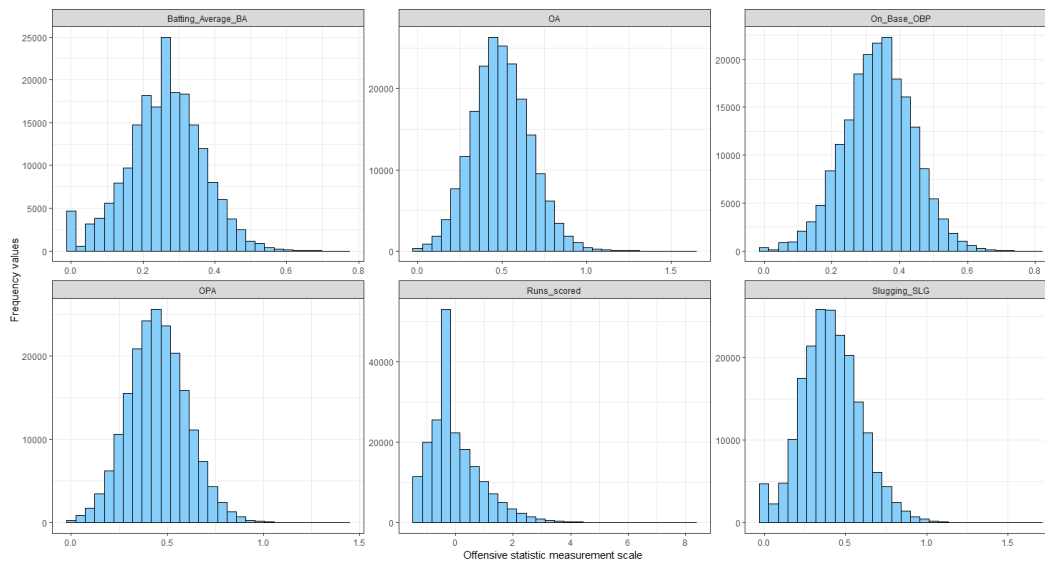 Batting_Average_BA
OA
On_Base_OBP
25000
20000
15000
10000
5000
0
0.0 0.2 0.4 0.6 0.8
20000
10000
0
0.0 0.5 1.0 1.5
20000
15000
10000
5000
0
0.0 0.2 0.4 0.6 0.8
Frequency values
OPA
Runs_scored
Slugging_SLG
20000
10000
0
0.0 0.5 1.0 1.5
40000
20000
0
0 2 4 6 8
20000
10000
0
0.0 0.5 1.0 1.5
Offensive statistic measurement scale